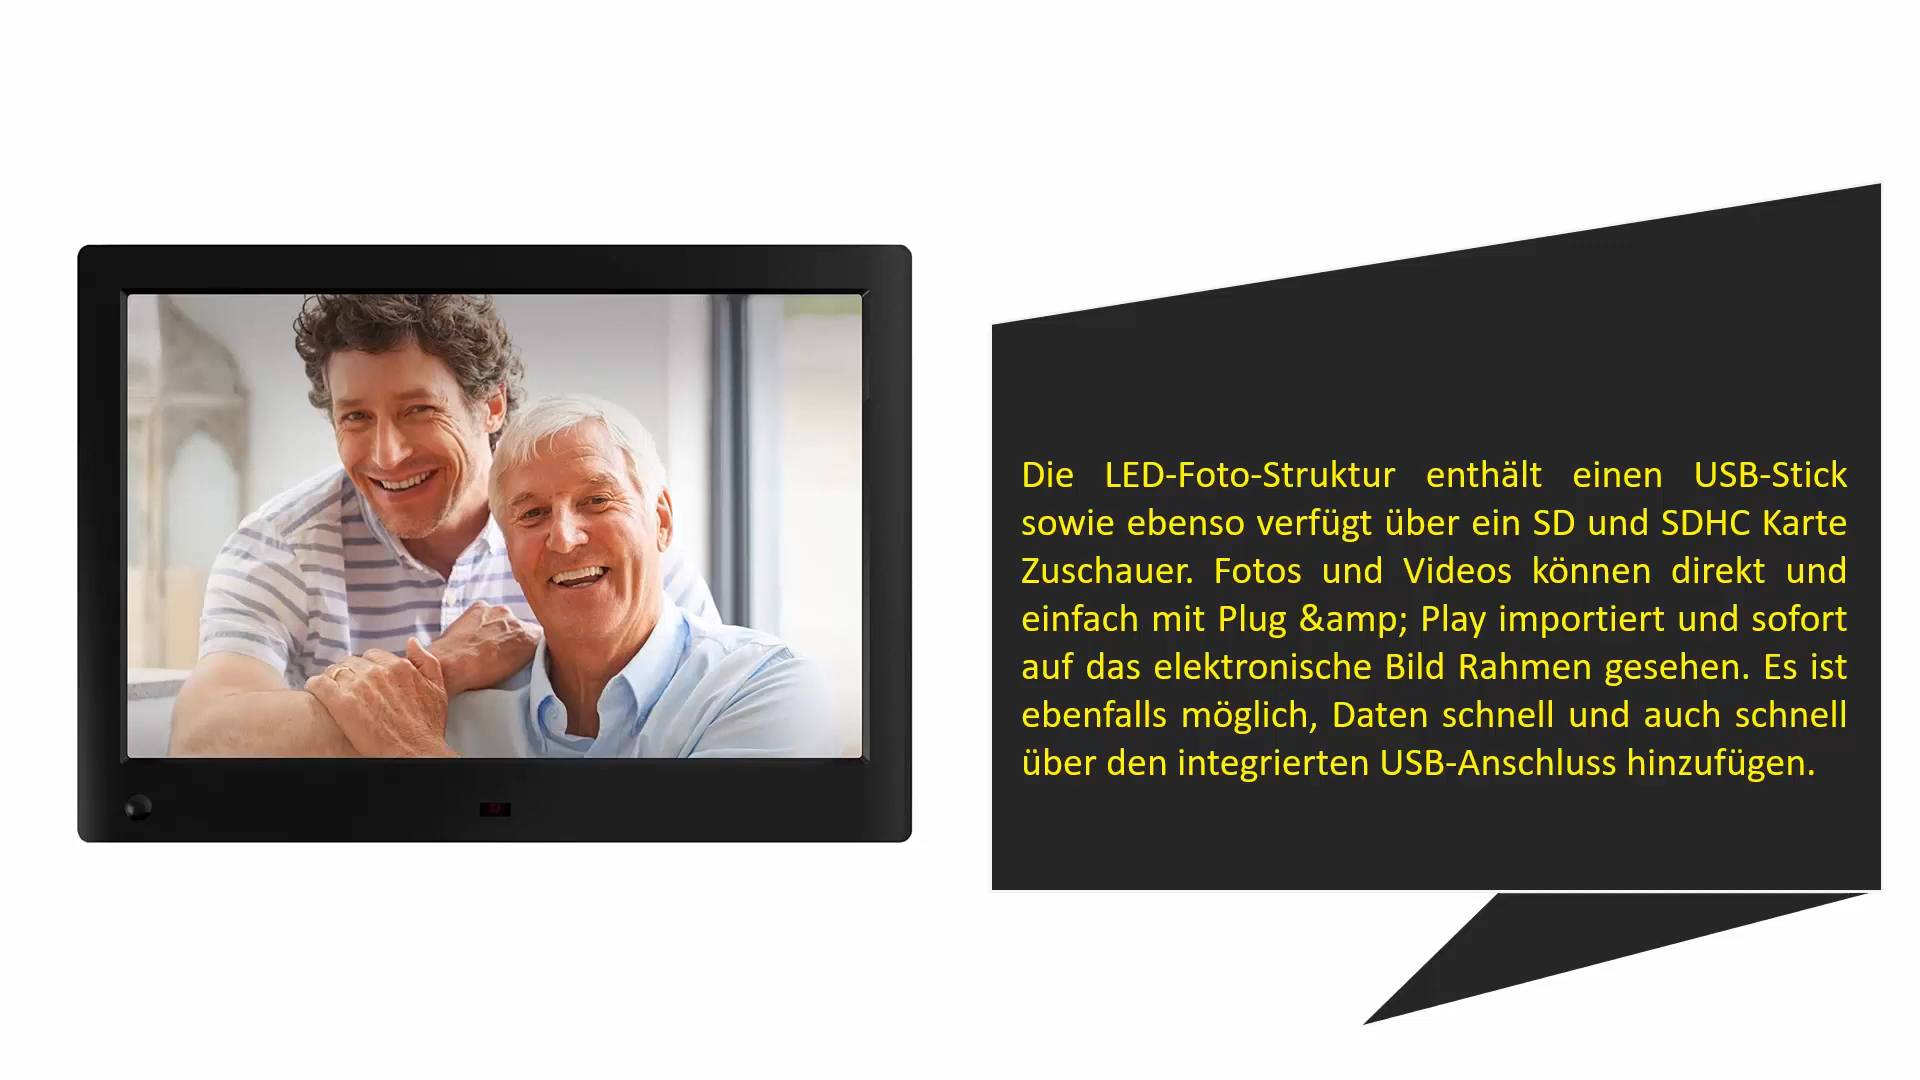 Die LED-Foto-Struktur enthält einen USB-Stick
sowie ebenso verfügt über ein SD und SDHC Karte
Zuschauer. Fotos und Videos können direkt und
einfach mit Plug &amp; Play importiert und sofort
auf das elektronische Bild Rahmen gesehen. Es ist
ebenfalls möglich, Daten schnell und auch schnell
über den integrierten USB-Anschluss hinzufügen.